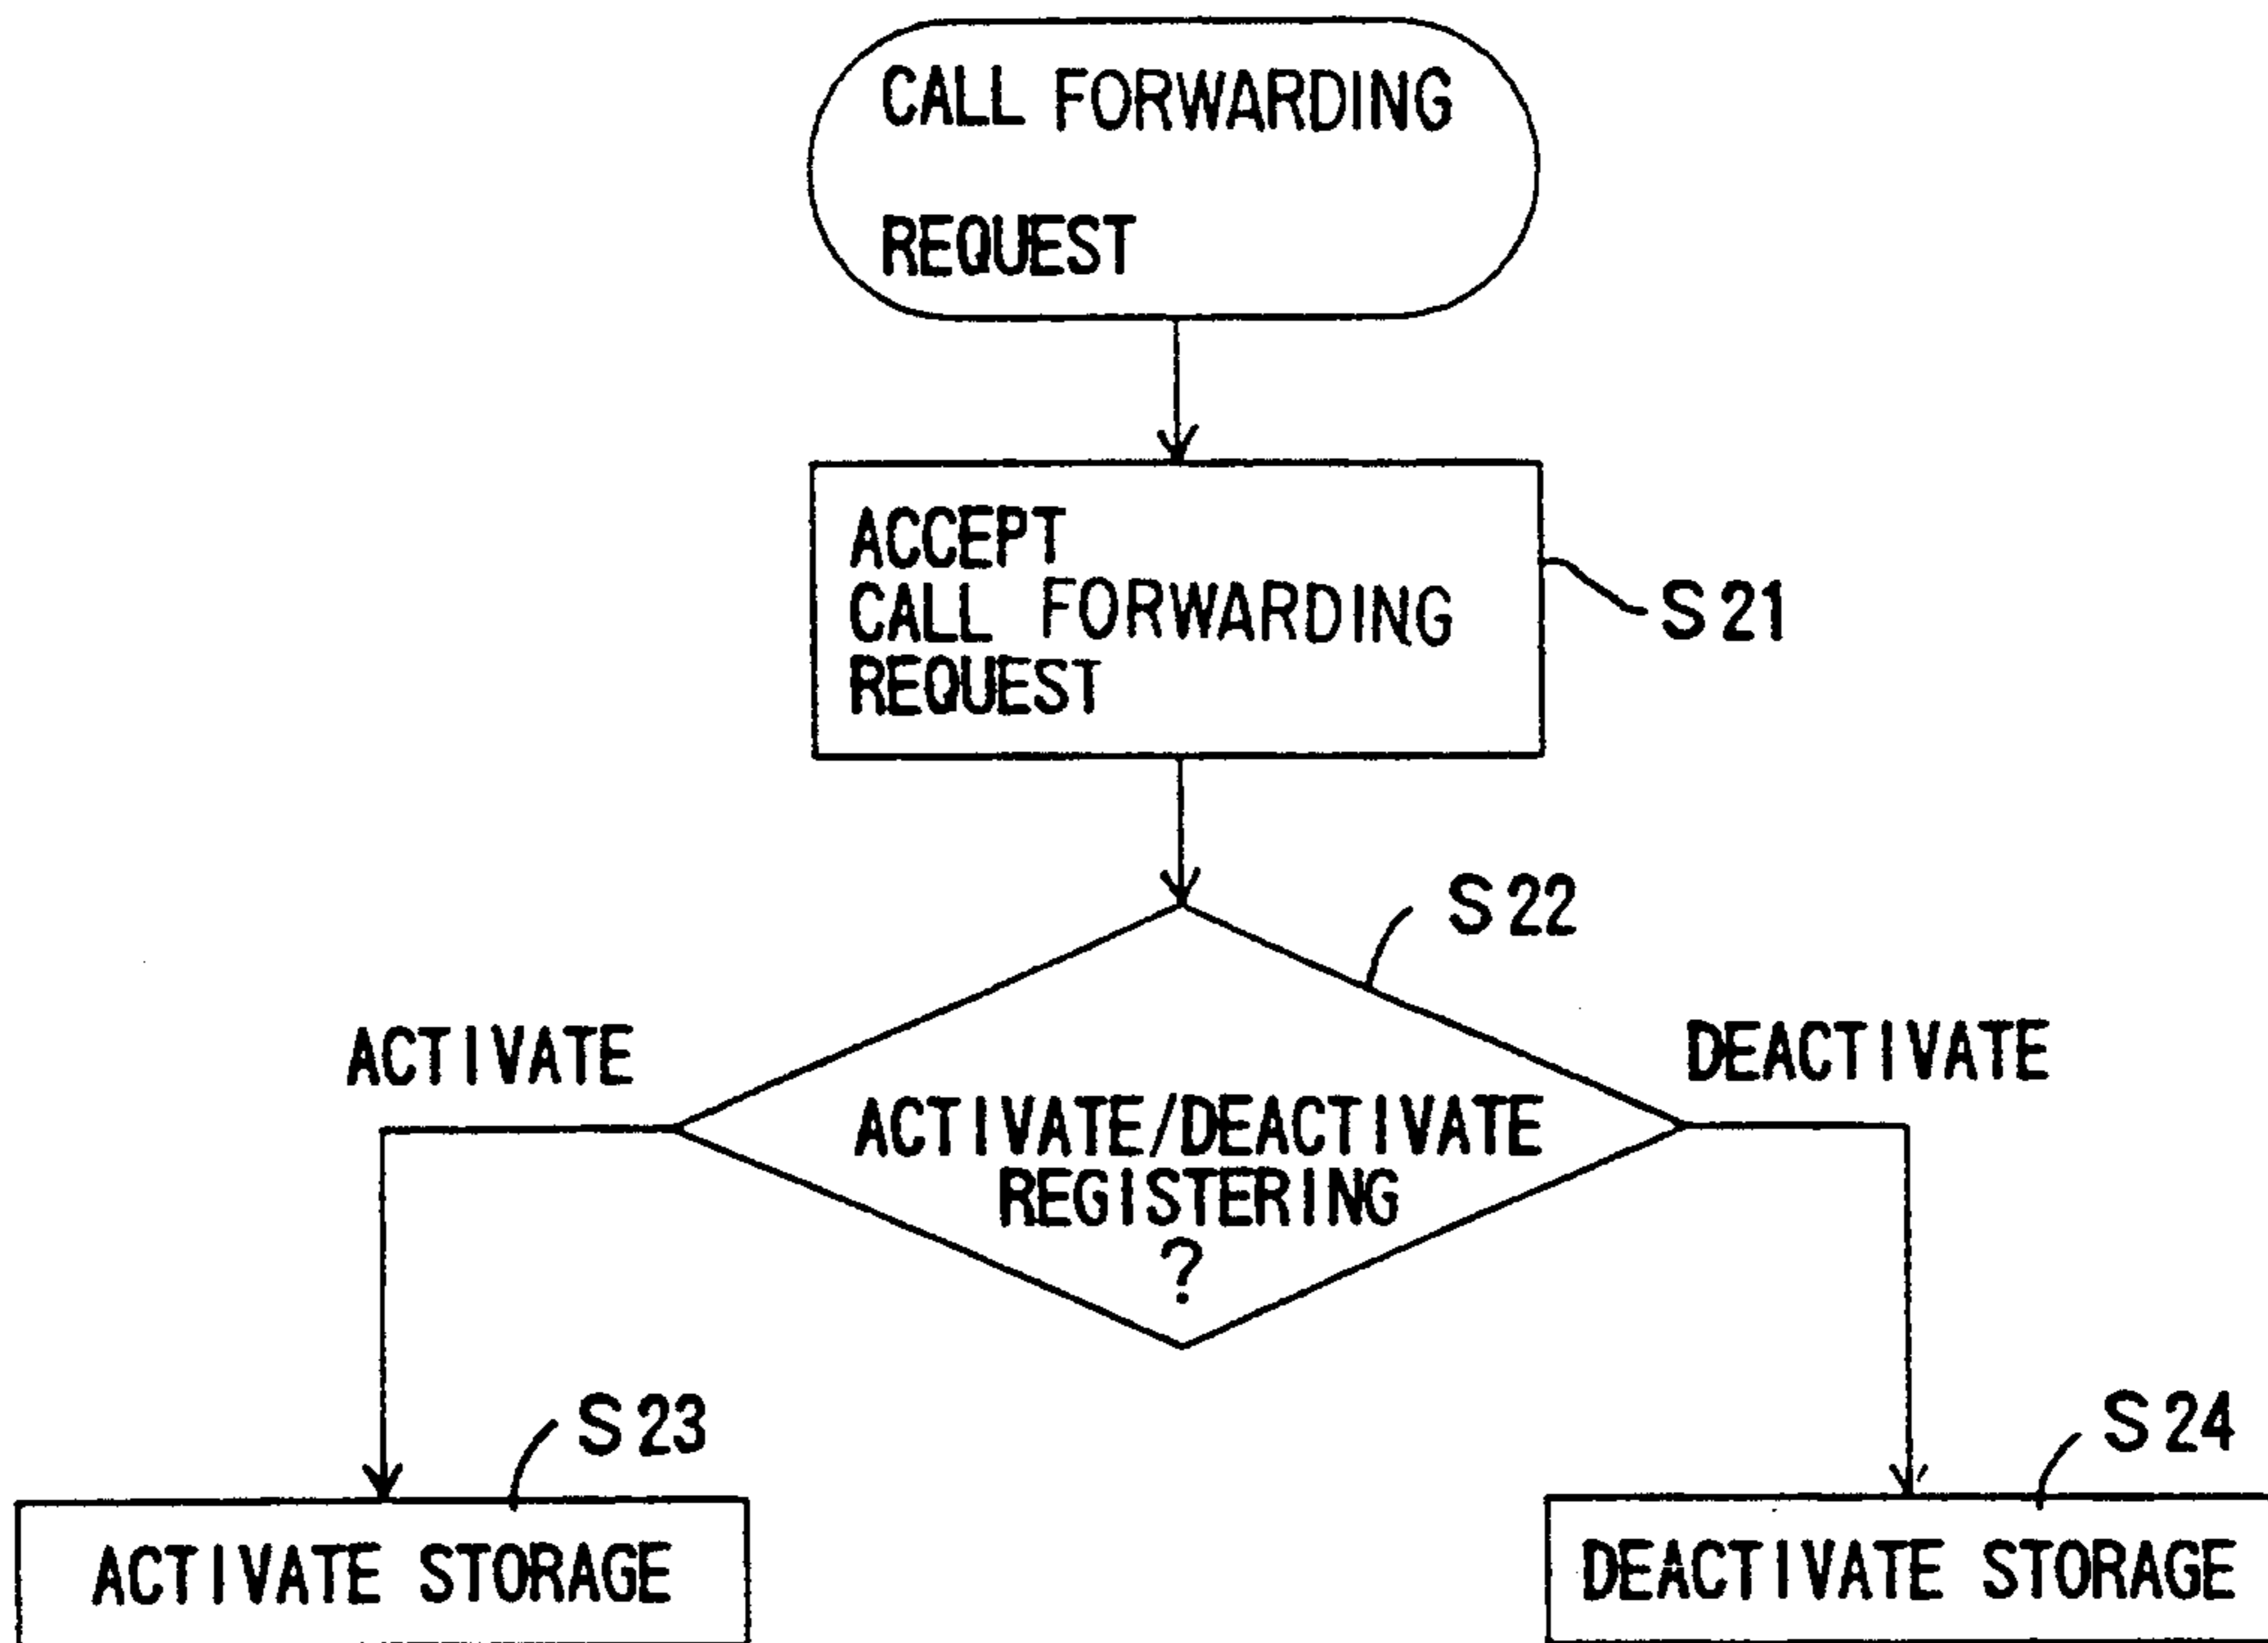 CALL FORWARDING
REQUEST
ACCEPT
CALL FORWARDING
REQUEST
S21
S22
ACTIVATE
DEACTIVATE
ACTIVATE/DEACTIVATE
REGISTERING
?
S23
S24
ACTIVATE STORAGE
DEACTIVATE STORAGE